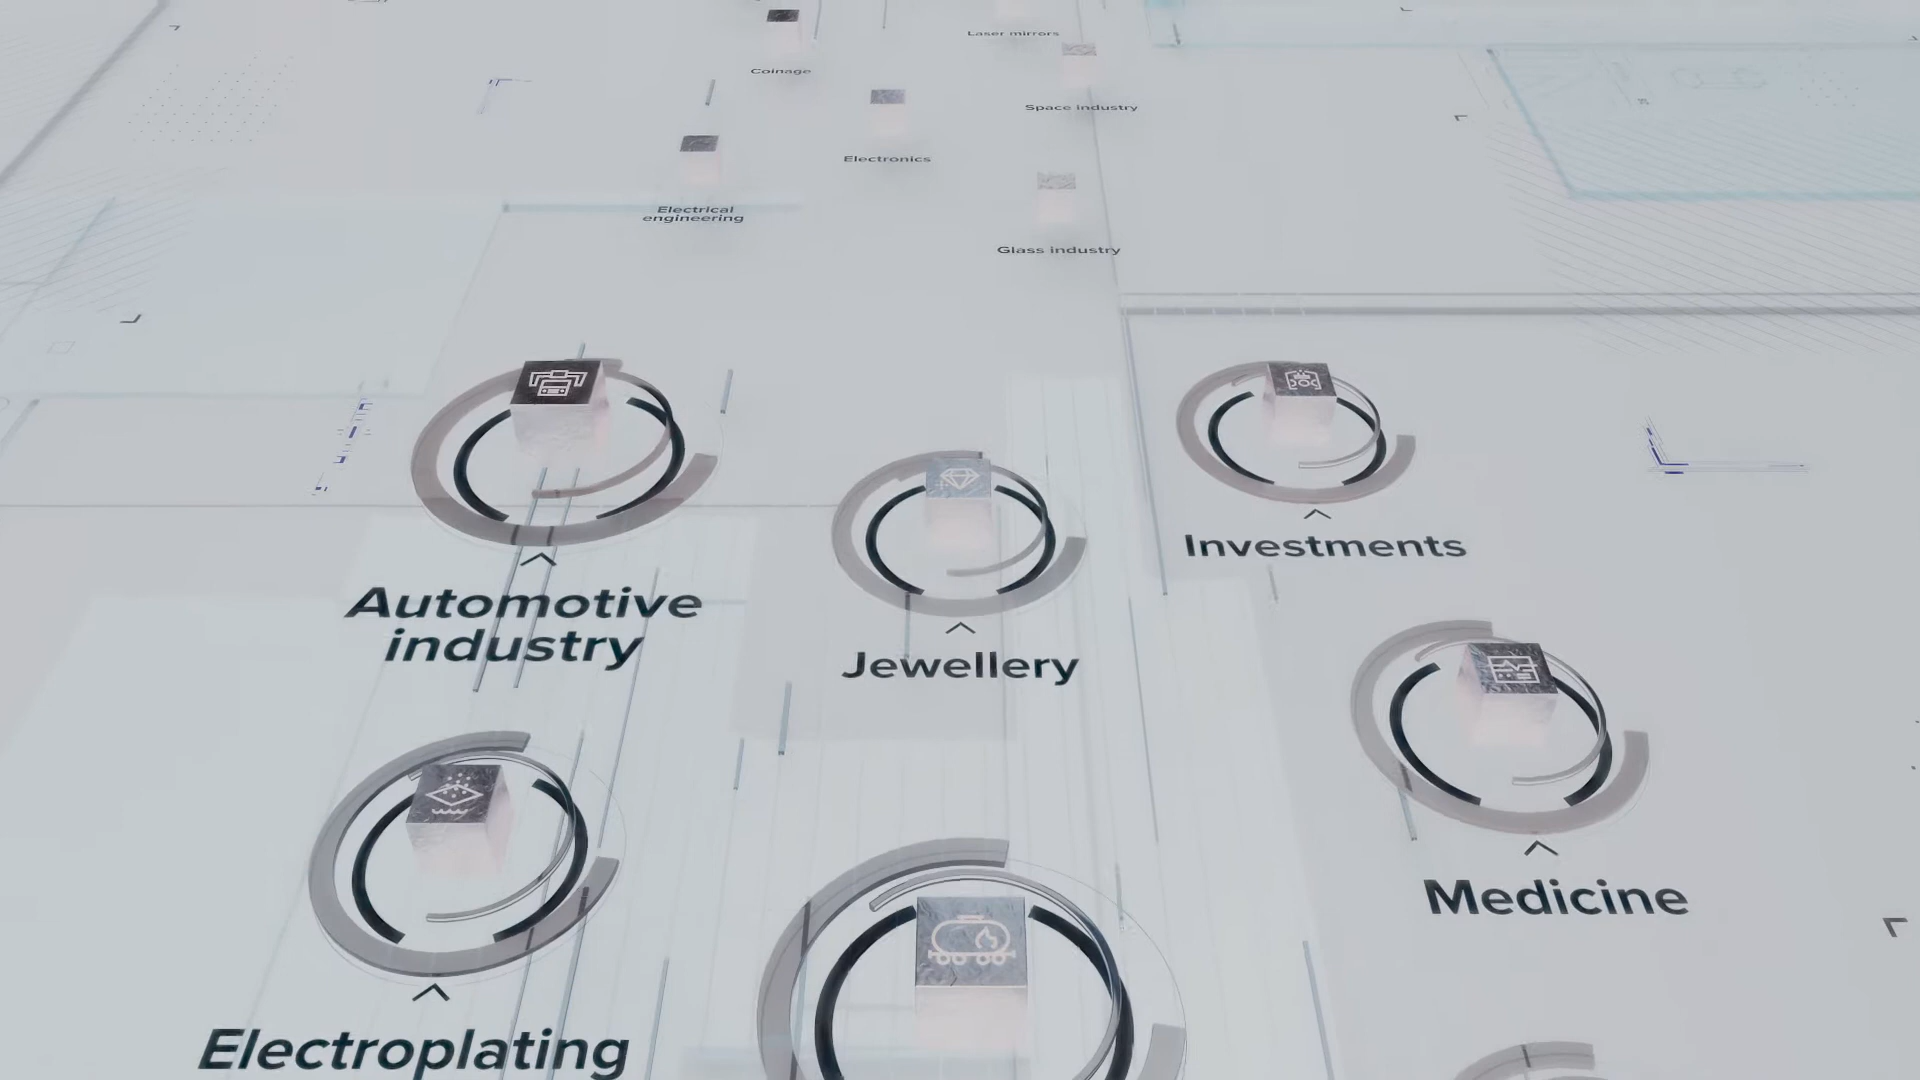 Laser mirrors
Coinage
Space industry
Electronics
Electrical
engineering
Glass industry
Investments
Automotive
industry
Jewellery
Medicine
Electroplating